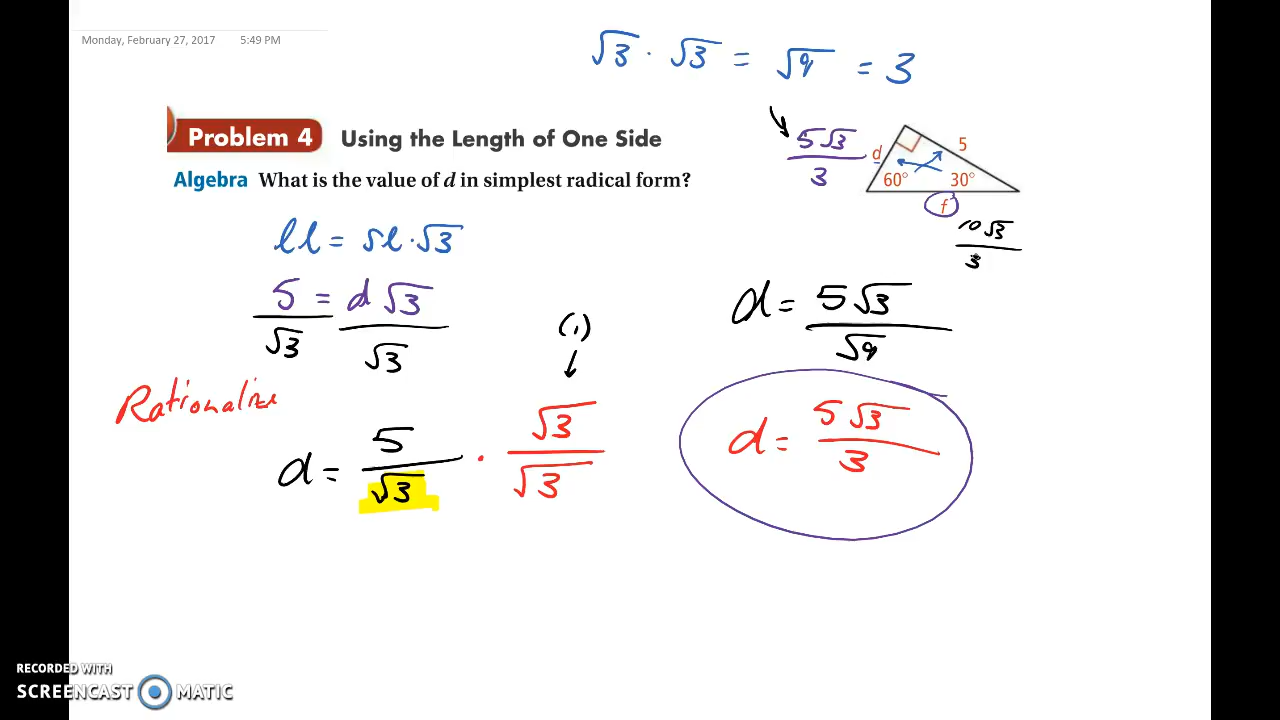 Monday, February 27, 2017 5:49 PM
√3 · √3 = √9 = 3
Problem 4 Using the Length of One Side
Algebra What is the value of d in simplest radical form?
5√3
3
d
5
60°
30°
f
10√3
3
ll = sl · √3
5 = d√3
√3 √3
(1)
d = 5√3
√9
Rationalize
d = 5 · √3
√3 √3
d = 5√3
3
RECORDED WITH
SCREENCAST MATIC